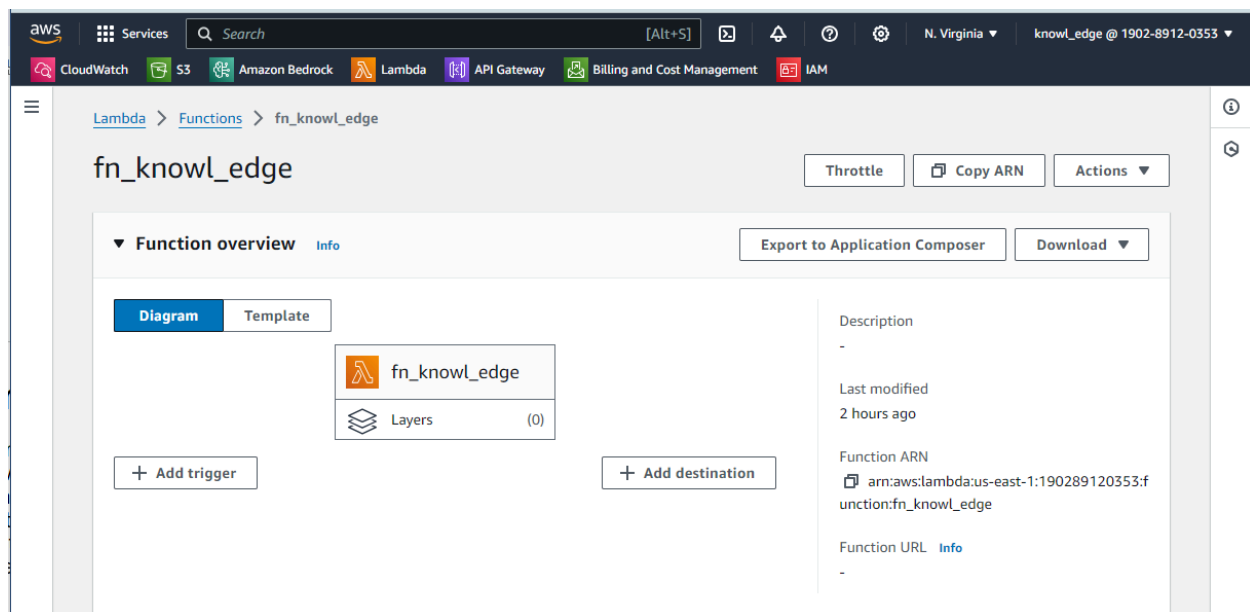 aws Services Search [Alt+S] N. Virginia ▼ knowl_edge @ 1902-8912-0353 ▼
CloudWatch S3 Amazon Bedrock Lambda API Gateway Billing and Cost Management IAM
Lambda > Functions > fn_knowl_edge
fn_knowl_edge Throttle Copy ARN Actions ▼
▼ Function overview Info Export to Application Composer Download ▼
Diagram Template
fn_knowl_edge
Layers (0)
+ Add trigger
+ Add destination
Description
-
Last modified
2 hours ago
Function ARN
arn:aws:lambda:us-east-1:190289120353:f
unction:fn_knowl_edge
Function URL Info
-